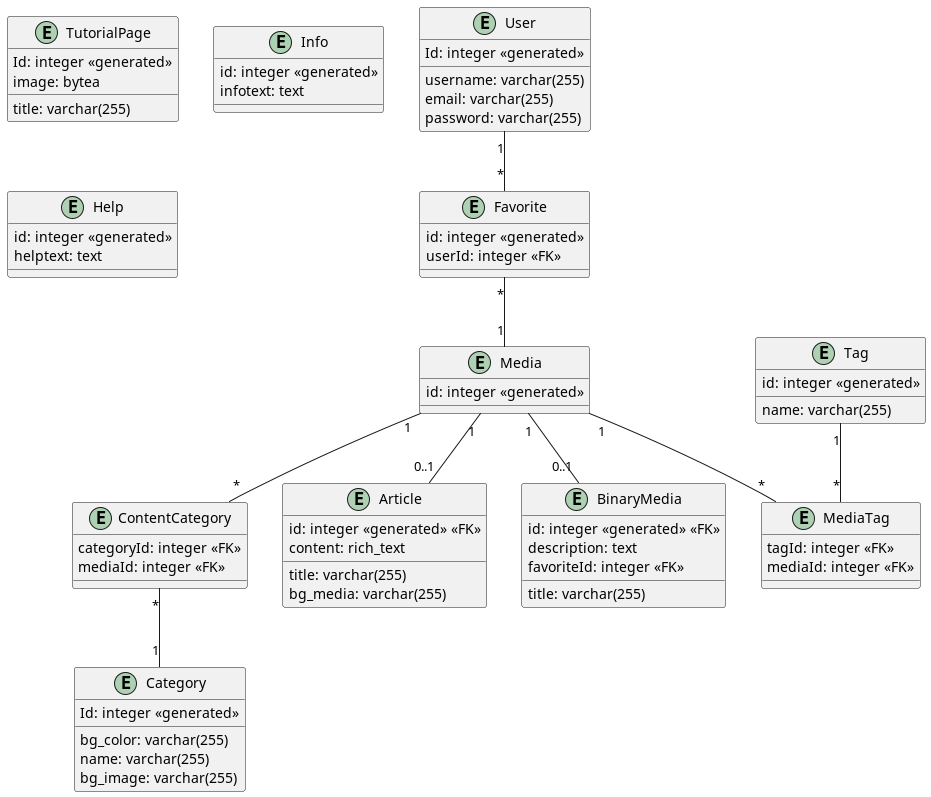 E TutorialPage
Id: integer «generated»
image: bytea
title: varchar(255)
E Info
id: integer «generated»
infotext: text
E User
Id: integer «generated»
username: varchar(255)
email: varchar(255)
password: varchar(255)
1
*
E Help
id: integer «generated»
helptext: text
E Favorite
id: integer «generated»
userId: integer «FK»
*
1
E Media
id: integer «generated»
E Tag
id: integer «generated»
name: varchar(255)
1
*
1
0..1
1
0..1
1
*
1
*
E ContentCategory
categoryId: integer «FK»
mediaId: integer «FK»
E Article
id: integer «generated» «FK»
content: rich_text
title: varchar(255)
bg_media: varchar(255)
E BinaryMedia
id: integer «generated» «FK»
description: text
favoriteId: integer «FK»
title: varchar(255)
E MediaTag
tagId: integer «FK»
mediaId: integer «FK»
*
1
E Category
Id: integer «generated»
bg_color: varchar(255)
name: varchar(255)
bg_image: varchar(255)